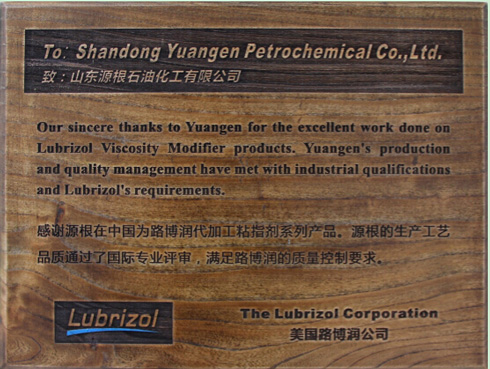 To: Shandong Yuangen Petrochemical Co.,Ltd.
致：山东源根石油化工有限公司
Our sincere thanks to Yuangen for the excellent work done on
Lubrizol Viscosity Modifier products. Yuangen's production
and quality management have met with industrial qualifications
and Lubrizol's requirements.
感谢源根在中国为路博润代加工粘指剂系列产品。源根的生产工艺
品质通过了国际专业评审，满足路博润的质量控制要求。
Lubrizol
The Lubrizol Corporation
美国路博润公司